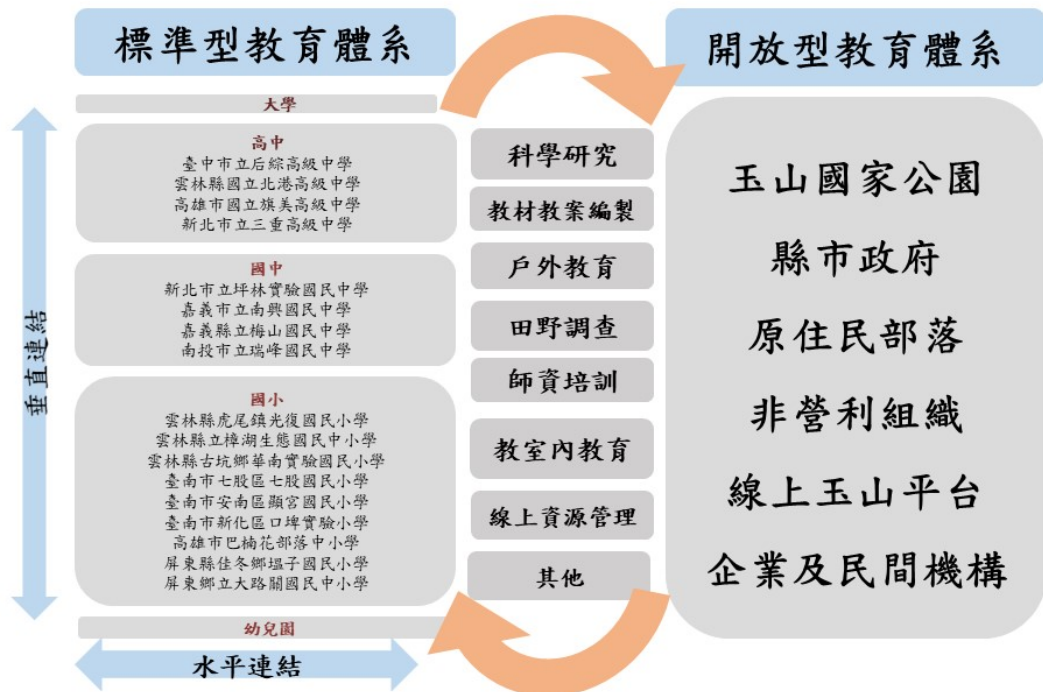 標準型教育體系
大學
高中
臺中市立后綜高級中學
雲林縣國立北港高級中學
高雄市國立旗美高級中學
新北市立三重高級中學
國中
新北市立坪林實驗國民中學
嘉義市立南興國民中學
嘉義縣立梅山國民中學
南投市立瑞峰國民中學
國小
雲林縣虎尾鎮光復國民小學
雲林縣立樟湖生態國民中小學
雲林縣古坑鄉華南實驗國民小學
臺南市七股區七股國民小學
臺南市安南區顯宮國民小學
臺南市新化區口埤實驗小學
高雄市巴楠花部落中小學
屏東縣佳冬鄉塭子國民小學
屏東鄉立大路關國民中小學
幼兒園
垂直連結
水平連結
科學研究
教材教案編製
戶外教育
田野調查
師資培訓
教室內教育
線上資源管理
其他
開放型教育體系
玉山國家公園
縣市政府
原住民部落
非營利組織
線上玉山平台
企業及民間機構